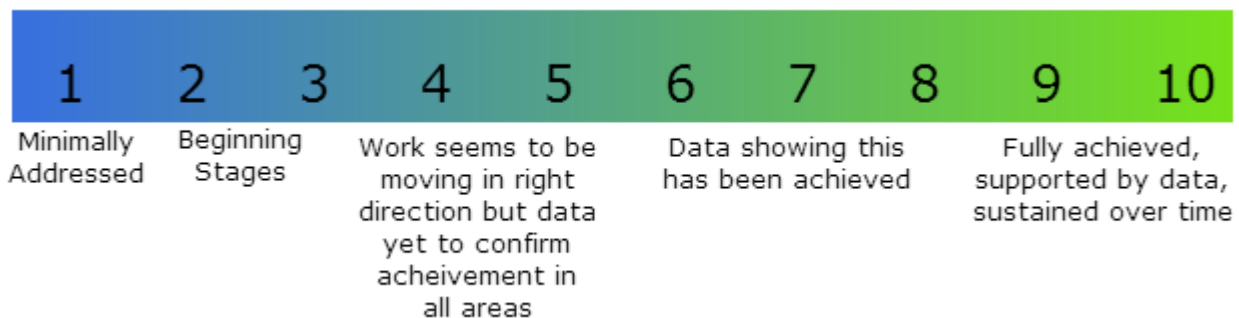 1 2 3 4 5 6 7 8 9 10
Minimally
Addressed
Beginning
Stages
Work seems to be
moving in right
direction but data
yet to confirm
acheivement in
all areas
Data showing this
has been achieved
Fully achieved,
supported by data,
sustained over time